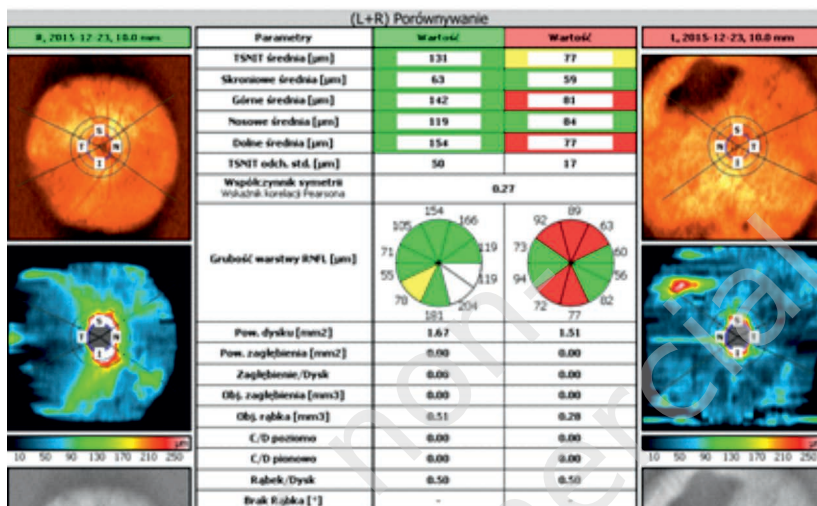 (L+R) Porównywanie
R, 2015-12-23, 10.0 mm
Parametry Wartość Wartość
L, 2015-12-23, 10.0 mm
TSNIT średnia [µm] 131 77
Skroniowe średnia [µm] 63 59
Górne średnia [µm] 142 81
Nosowe średnia [µm] 119 84
Dolne średnia [µm] 154 77
TSNIT odch. std. [µm] 50 17
Współczynnik symetrii
Wskaźnik korelacji Pearsona
0.27
S
T N
I
S
N T
I
Grubość warstwy RNFL [µm]
154
105 166
71 119
55 119
78 204
181
89
92 63
73 60
94 56
72 82
77
S
T N
I
S
N T
I
Pow. dysku [mm2] 1.67 1.51
Pow. zagłębienia [mm2] 0.00 0.00
Zagłębienie/Dysk 0.00 0.00
Obj. zagłębienia [mm3] 0.00 0.00
Obj. rąbka [mm3] 0.51 0.28
C/D poziomo 0.00 0.00
C/D pionowo 0.00 0.00
Rąbek/Dysk 0.50 0.50
Brak Rąbka [°] - -
µm
10 50 90 130 170 210 250
µm
10 50 90 130 170 210 250
non-
mercial